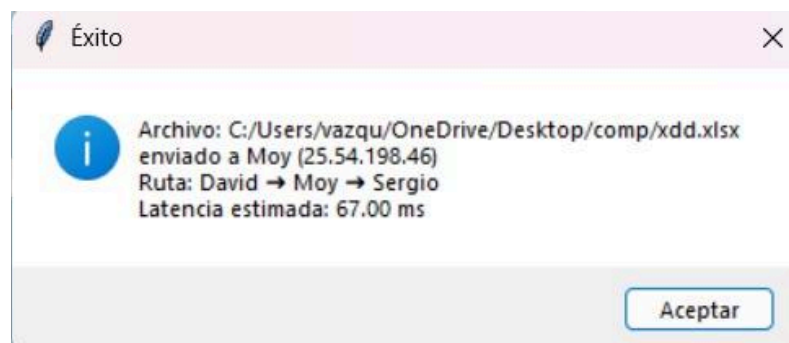 Éxito
Archivo: C:/Users/vazqu/OneDrive/Desktop/comp/xdd.xlsx
enviado a Moy (25.54.198.46)
Ruta: David → Moy → Sergio
Latencia estimada: 67.00 ms
Aceptar